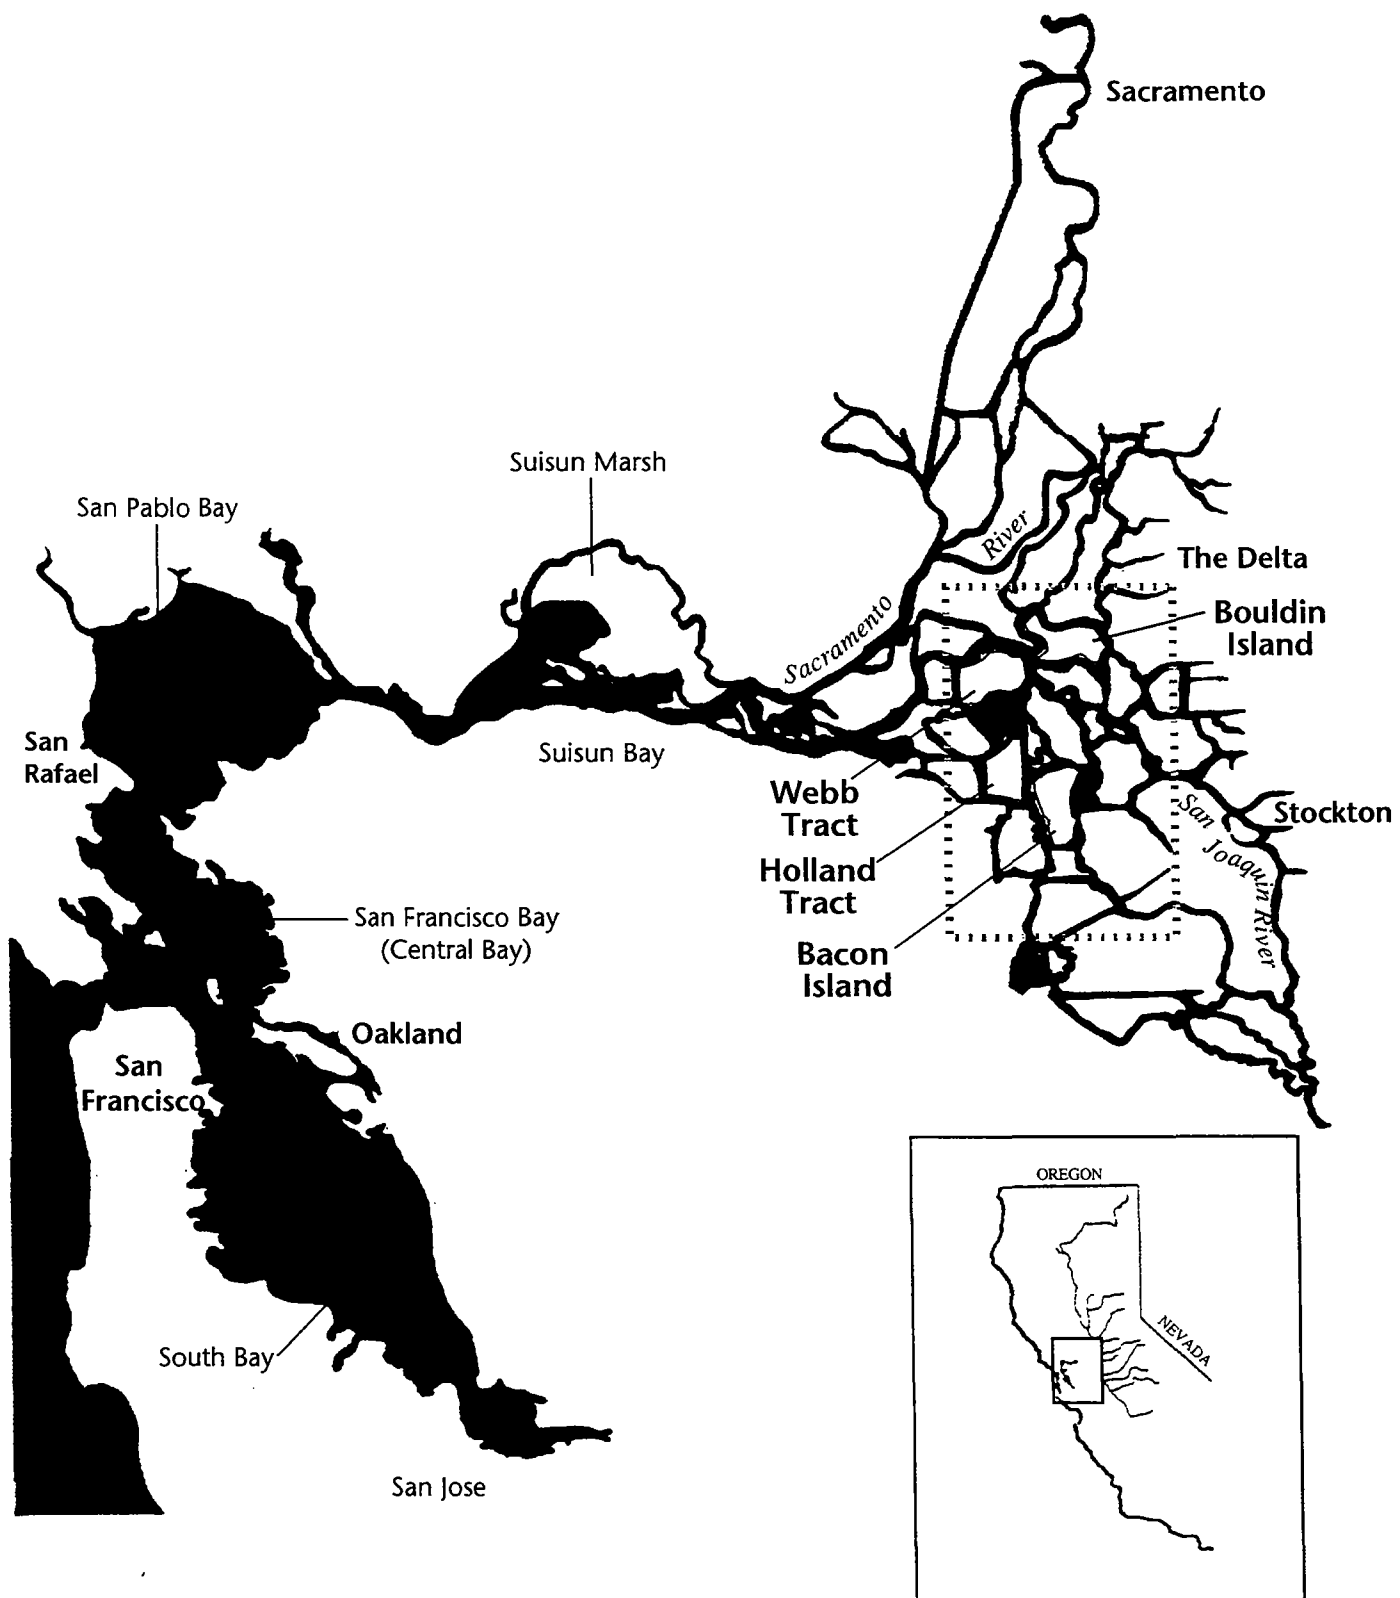 Sacramento
Suisun Marsh
San Pablo Bay
River
The Delta
Bouldin
Island
Sacramento
San
Rafael
Suisun Bay
Webb
Tract
San
Joaquin River
Stockton
Holland
Tract
San Francisco Bay
(Central Bay)
Bacon
Island
Oakland
San
Francisco
South Bay
San Jose
OREGON
NEVADA